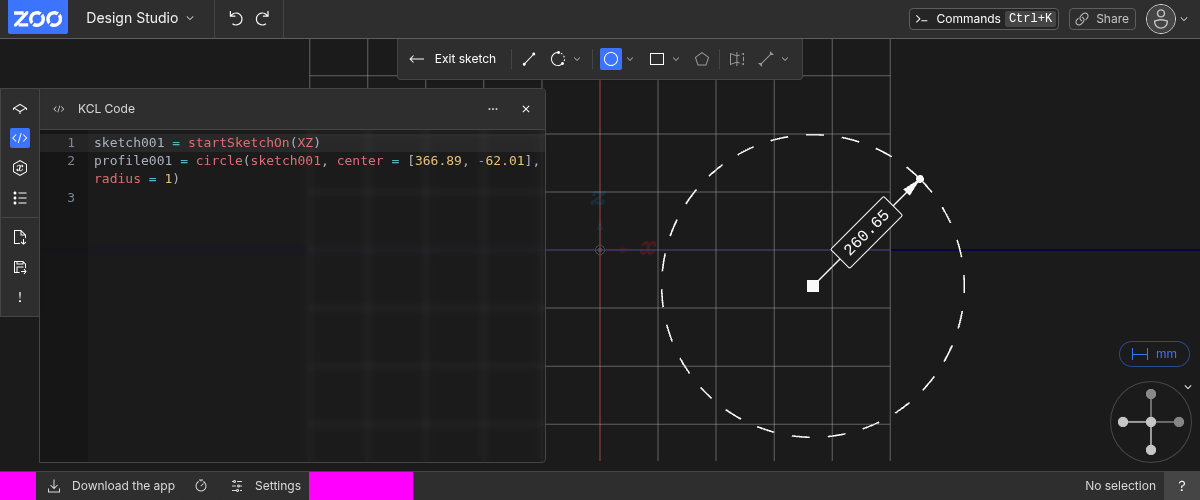 ZOO Design Studio Commands Ctrl+K Share
Exit sketch
KCL Code
1 sketch001 = startSketchOn(XZ)
2 profile001 = circle(sketch001, center = [366.89, -62.01],
radius = 1)
3
z
x
260.65
mm
Download the app Settings No selection ?